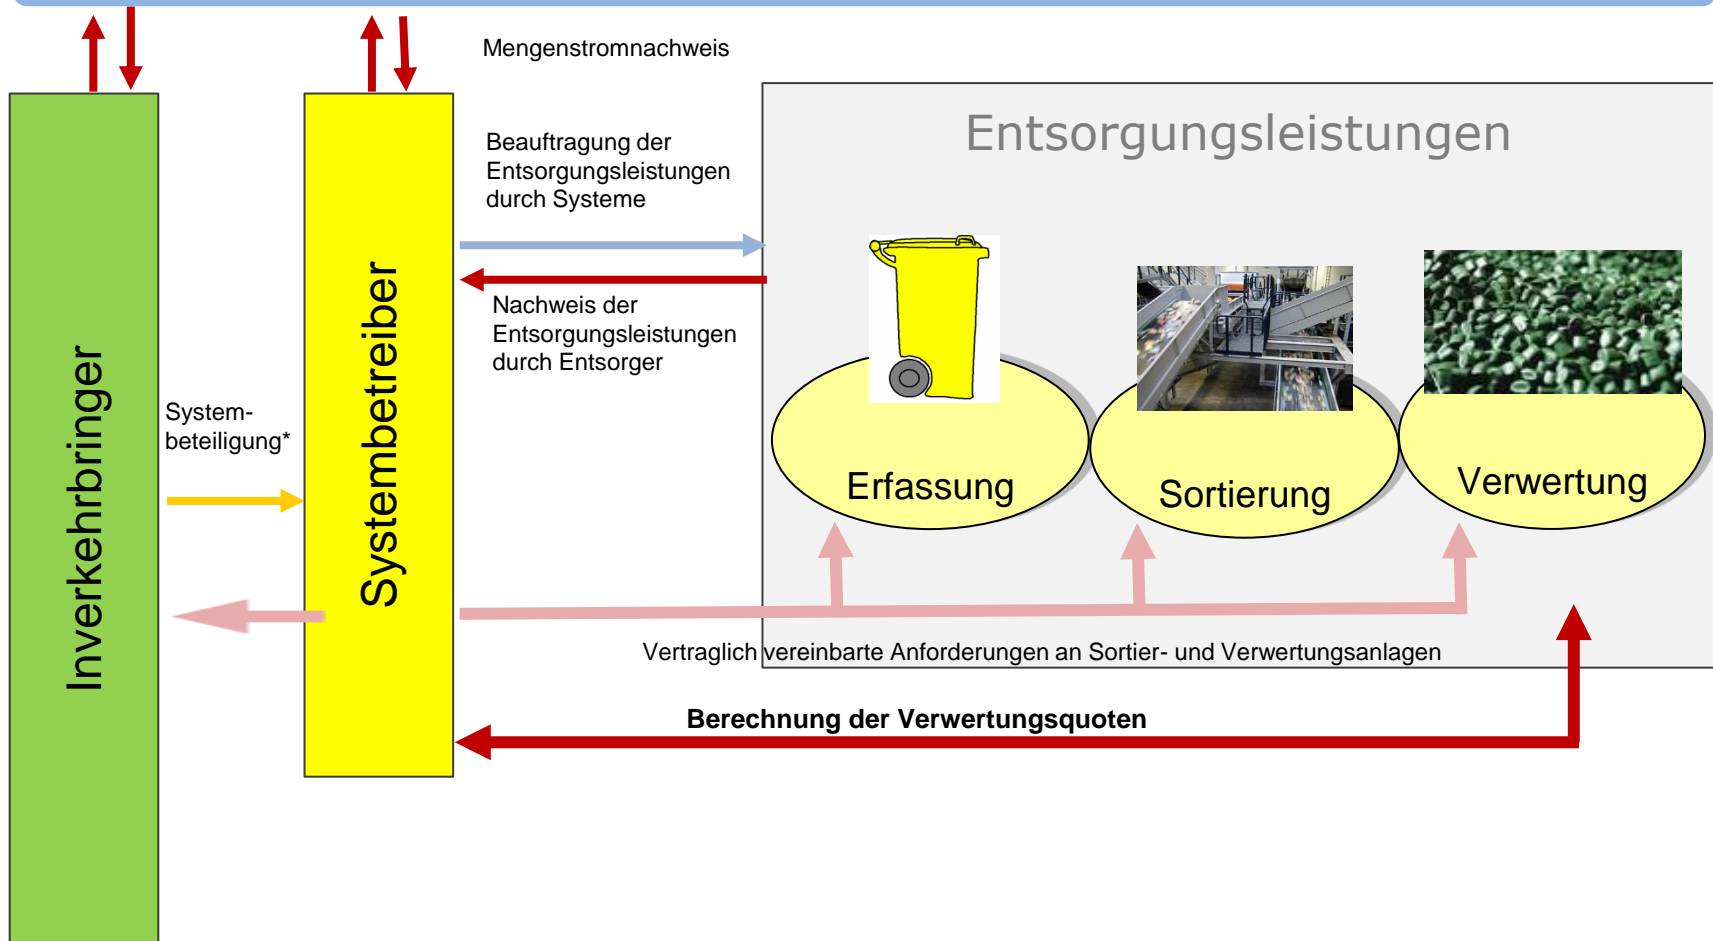 Mengenstromnachweis
Entsorgungsleistungen
Beauftragung der
Entsorgungsleistungen
durch Systeme
Nachweis der
Entsorgungsleistungen
durch Entsorger
Inverkehrbringer
System-
beteiligung*
Systembetreiber
Erfassung
Sortierung
Verwertung
Vertraglich vereinbarte Anforderungen an Sortier- und Verwertungsanlagen
Berechnung der Verwertungsquoten